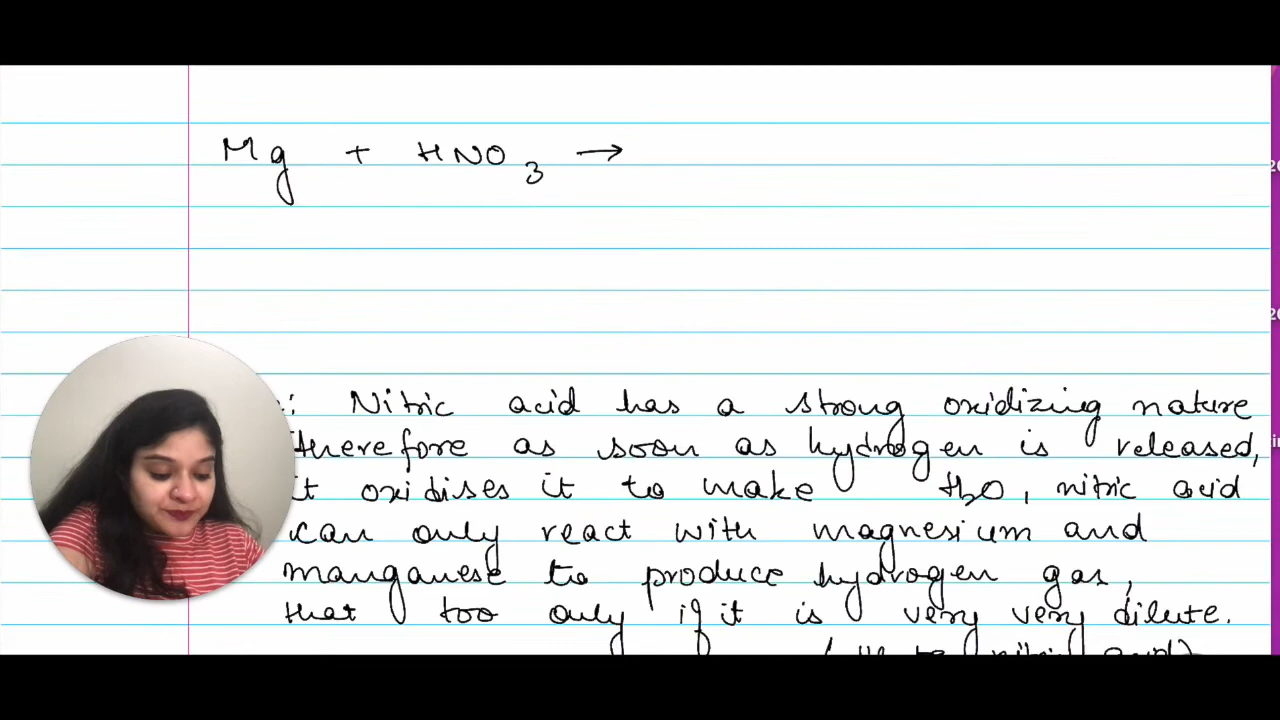 Mg + HNO3 →
: Nitric acid has a strong oxidizing nature
therefore as soon as hydrogen is released,
it oxidises it to make H2O, nitric acid
can only react with magnesium and
manganese to produce hydrogen gas,
that too only if it is very very dilute.
nitric acid)